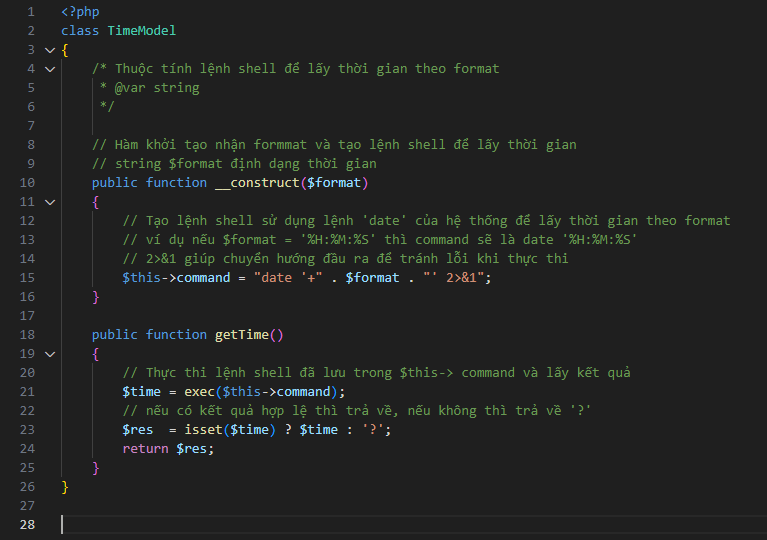 1 <?php
2 class TimeModel
3 {
4 /* Thuộc tính lệnh shell để lấy thời gian theo format
5 * @var string
6 */
7
8 // Hàm khởi tạo nhận formmat và tạo lệnh shell để lấy thời gian
9 // string $format định dạng thời gian
10 public function __construct($format)
11 {
12 // Tạo lệnh shell sử dụng lệnh 'date' của hệ thống để lấy thời gian theo format
13 // ví dụ nếu $format = '%H:%M:%S' thì command sẽ là date '%H:%M:%S'
14 // 2>&1 giúp chuyển hướng đầu ra để tránh lỗi khi thực thi
15 $this->command = "date '+" . $format . "' 2>&1";
16 }
17
18 public function getTime()
19 {
20 // Thực thi lệnh shell đã lưu trong $this-> command và lấy kết quả
21 $time = exec($this->command);
22 // nếu có kết quả hợp lệ thì trả về, nếu không thì trả về '?'
23 $res  = isset($time) ? $time : '?';
24 return $res;
25 }
26 }
27
28